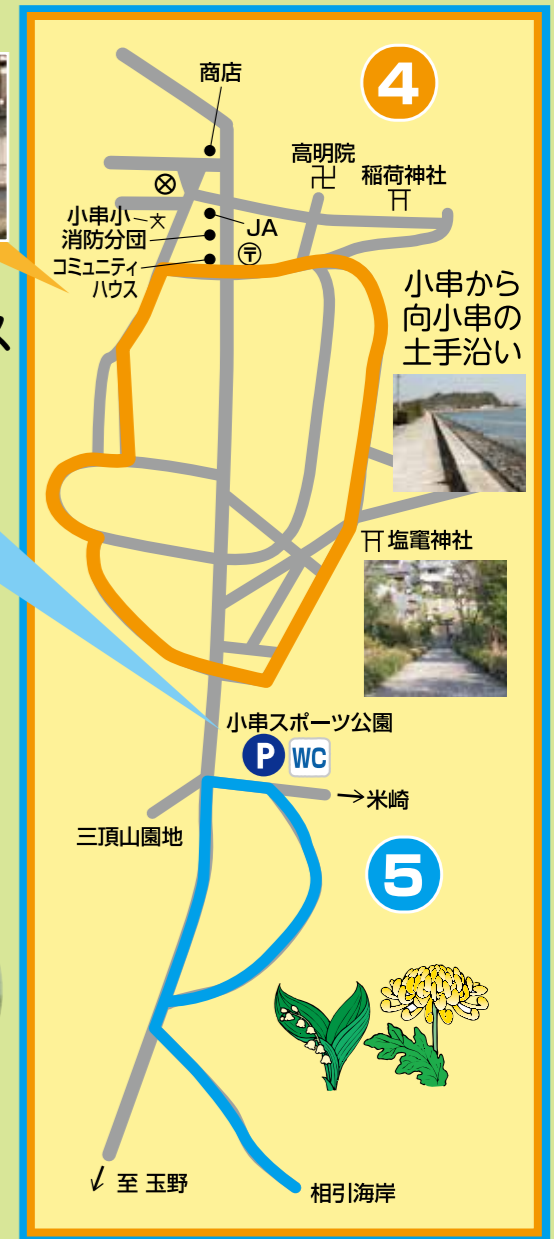 商店
4
高明院
稲荷神社
小串小
消防分団
JA
〒
コミュニティ
ハウス
小串から
向小串の
土手沿い
ス
塩竈神社
小串スポーツ公園
P
WC
→米崎
三頂山園地
5
至 玉野
相引海岸